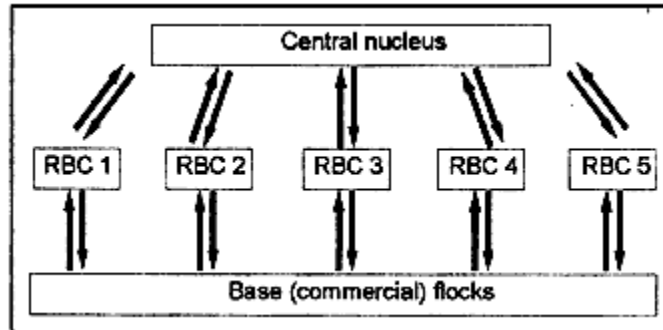 Central nucleus
RBC 1 RBC 2 RBC 3 RBC 4 RBC 5
Base (commercial) flocks